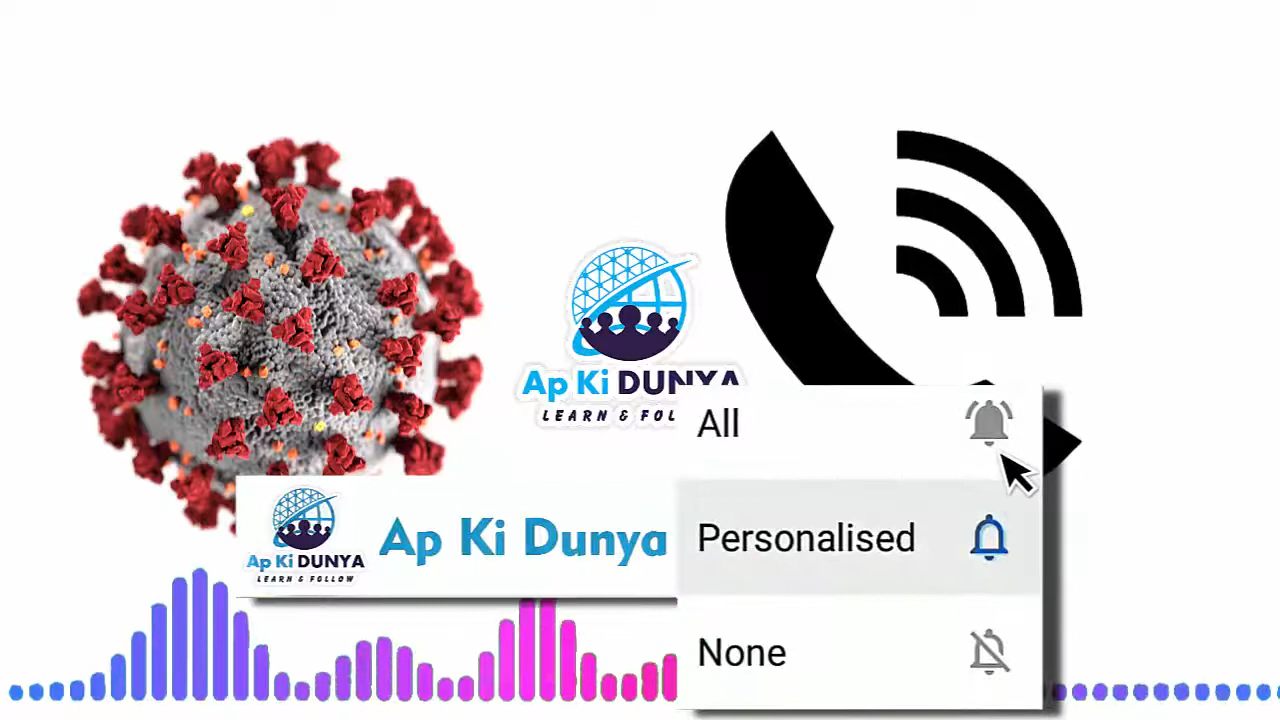 Ap Ki DUNYA
LEARN & FOL
All
Personalised
None
Ap Ki Dunya
Ap Ki DUNYA
LEARN & FOLLOW